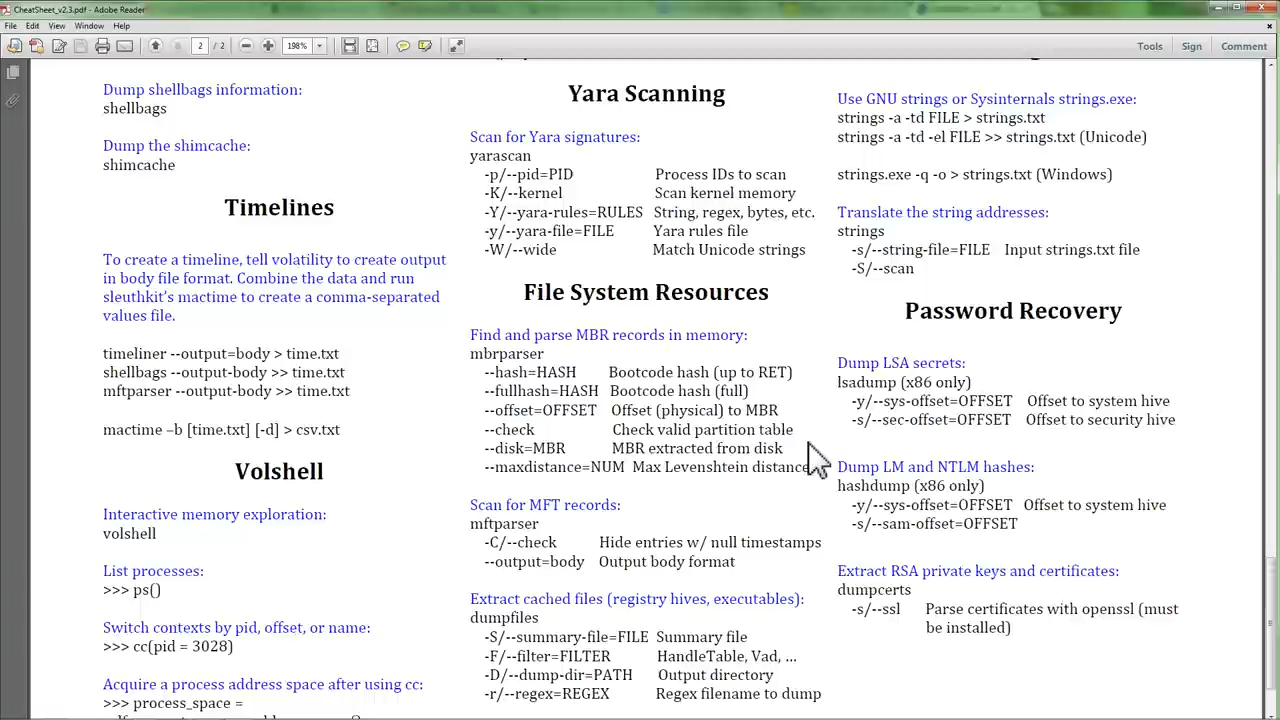 CheatSheet_v2.3.pdf - Adobe Reader
File Edit View Window Help
2 / 2 198% Tools Sign Comment
Dump shellbags information:
shellbags
Dump the shimcache:
shimcache
Timelines
To create a timeline, tell volatility to create output
in body file format. Combine the data and run
sleuthkit's mactime to create a comma-separated
values file.
timeliner --output=body > time.txt
shellbags --output-body >> time.txt
mftparser --output-body >> time.txt
mactime –b [time.txt] [-d] > csv.txt
Volshell
Interactive memory exploration:
volshell
List processes:
>>> ps()
Switch contexts by pid, offset, or name:
>>> cc(pid = 3028)
Acquire a process address space after using cc:
>>> process_space =
Yara Scanning
Scan for Yara signatures:
yarascan
-p/--pid=PID Process IDs to scan
-K/--kernel Scan kernel memory
-Y/--yara-rules=RULES String, regex, bytes, etc.
-y/--yara-file=FILE Yara rules file
-W/--wide Match Unicode strings
File System Resources
Find and parse MBR records in memory:
mbrparser
--hash=HASH Bootcode hash (up to RET)
--fullhash=HASH Bootcode hash (full)
--offset=OFFSET Offset (physical) to MBR
--check Check valid partition table
--disk=MBR MBR extracted from disk
--maxdistance=NUM Max Levenshtein distance
Scan for MFT records:
mftparser
-C/--check Hide entries w/ null timestamps
--output=body Output body format
Extract cached files (registry hives, executables):
dumpfiles
-S/--summary-file=FILE Summary file
-F/--filter=FILTER HandleTable, Vad, ...
-D/--dump-dir=PATH Output directory
-r/--regex=REGEX Regex filename to dump
Use GNU strings or Sysinternals strings.exe:
strings -a -td FILE > strings.txt
strings -a -td -el FILE >> strings.txt (Unicode)
strings.exe -q -o > strings.txt (Windows)
Translate the string addresses:
strings
-s/--string-file=FILE Input strings.txt file
-S/--scan
Password Recovery
Dump LSA secrets:
lsadump (x86 only)
-y/--sys-offset=OFFSET Offset to system hive
-s/--sec-offset=OFFSET Offset to security hive
Dump LM and NTLM hashes:
hashdump (x86 only)
-y/--sys-offset=OFFSET Offset to system hive
-s/--sam-offset=OFFSET
Extract RSA private keys and certificates:
dumpcerts
-s/--ssl Parse certificates with openssl (must
be installed)